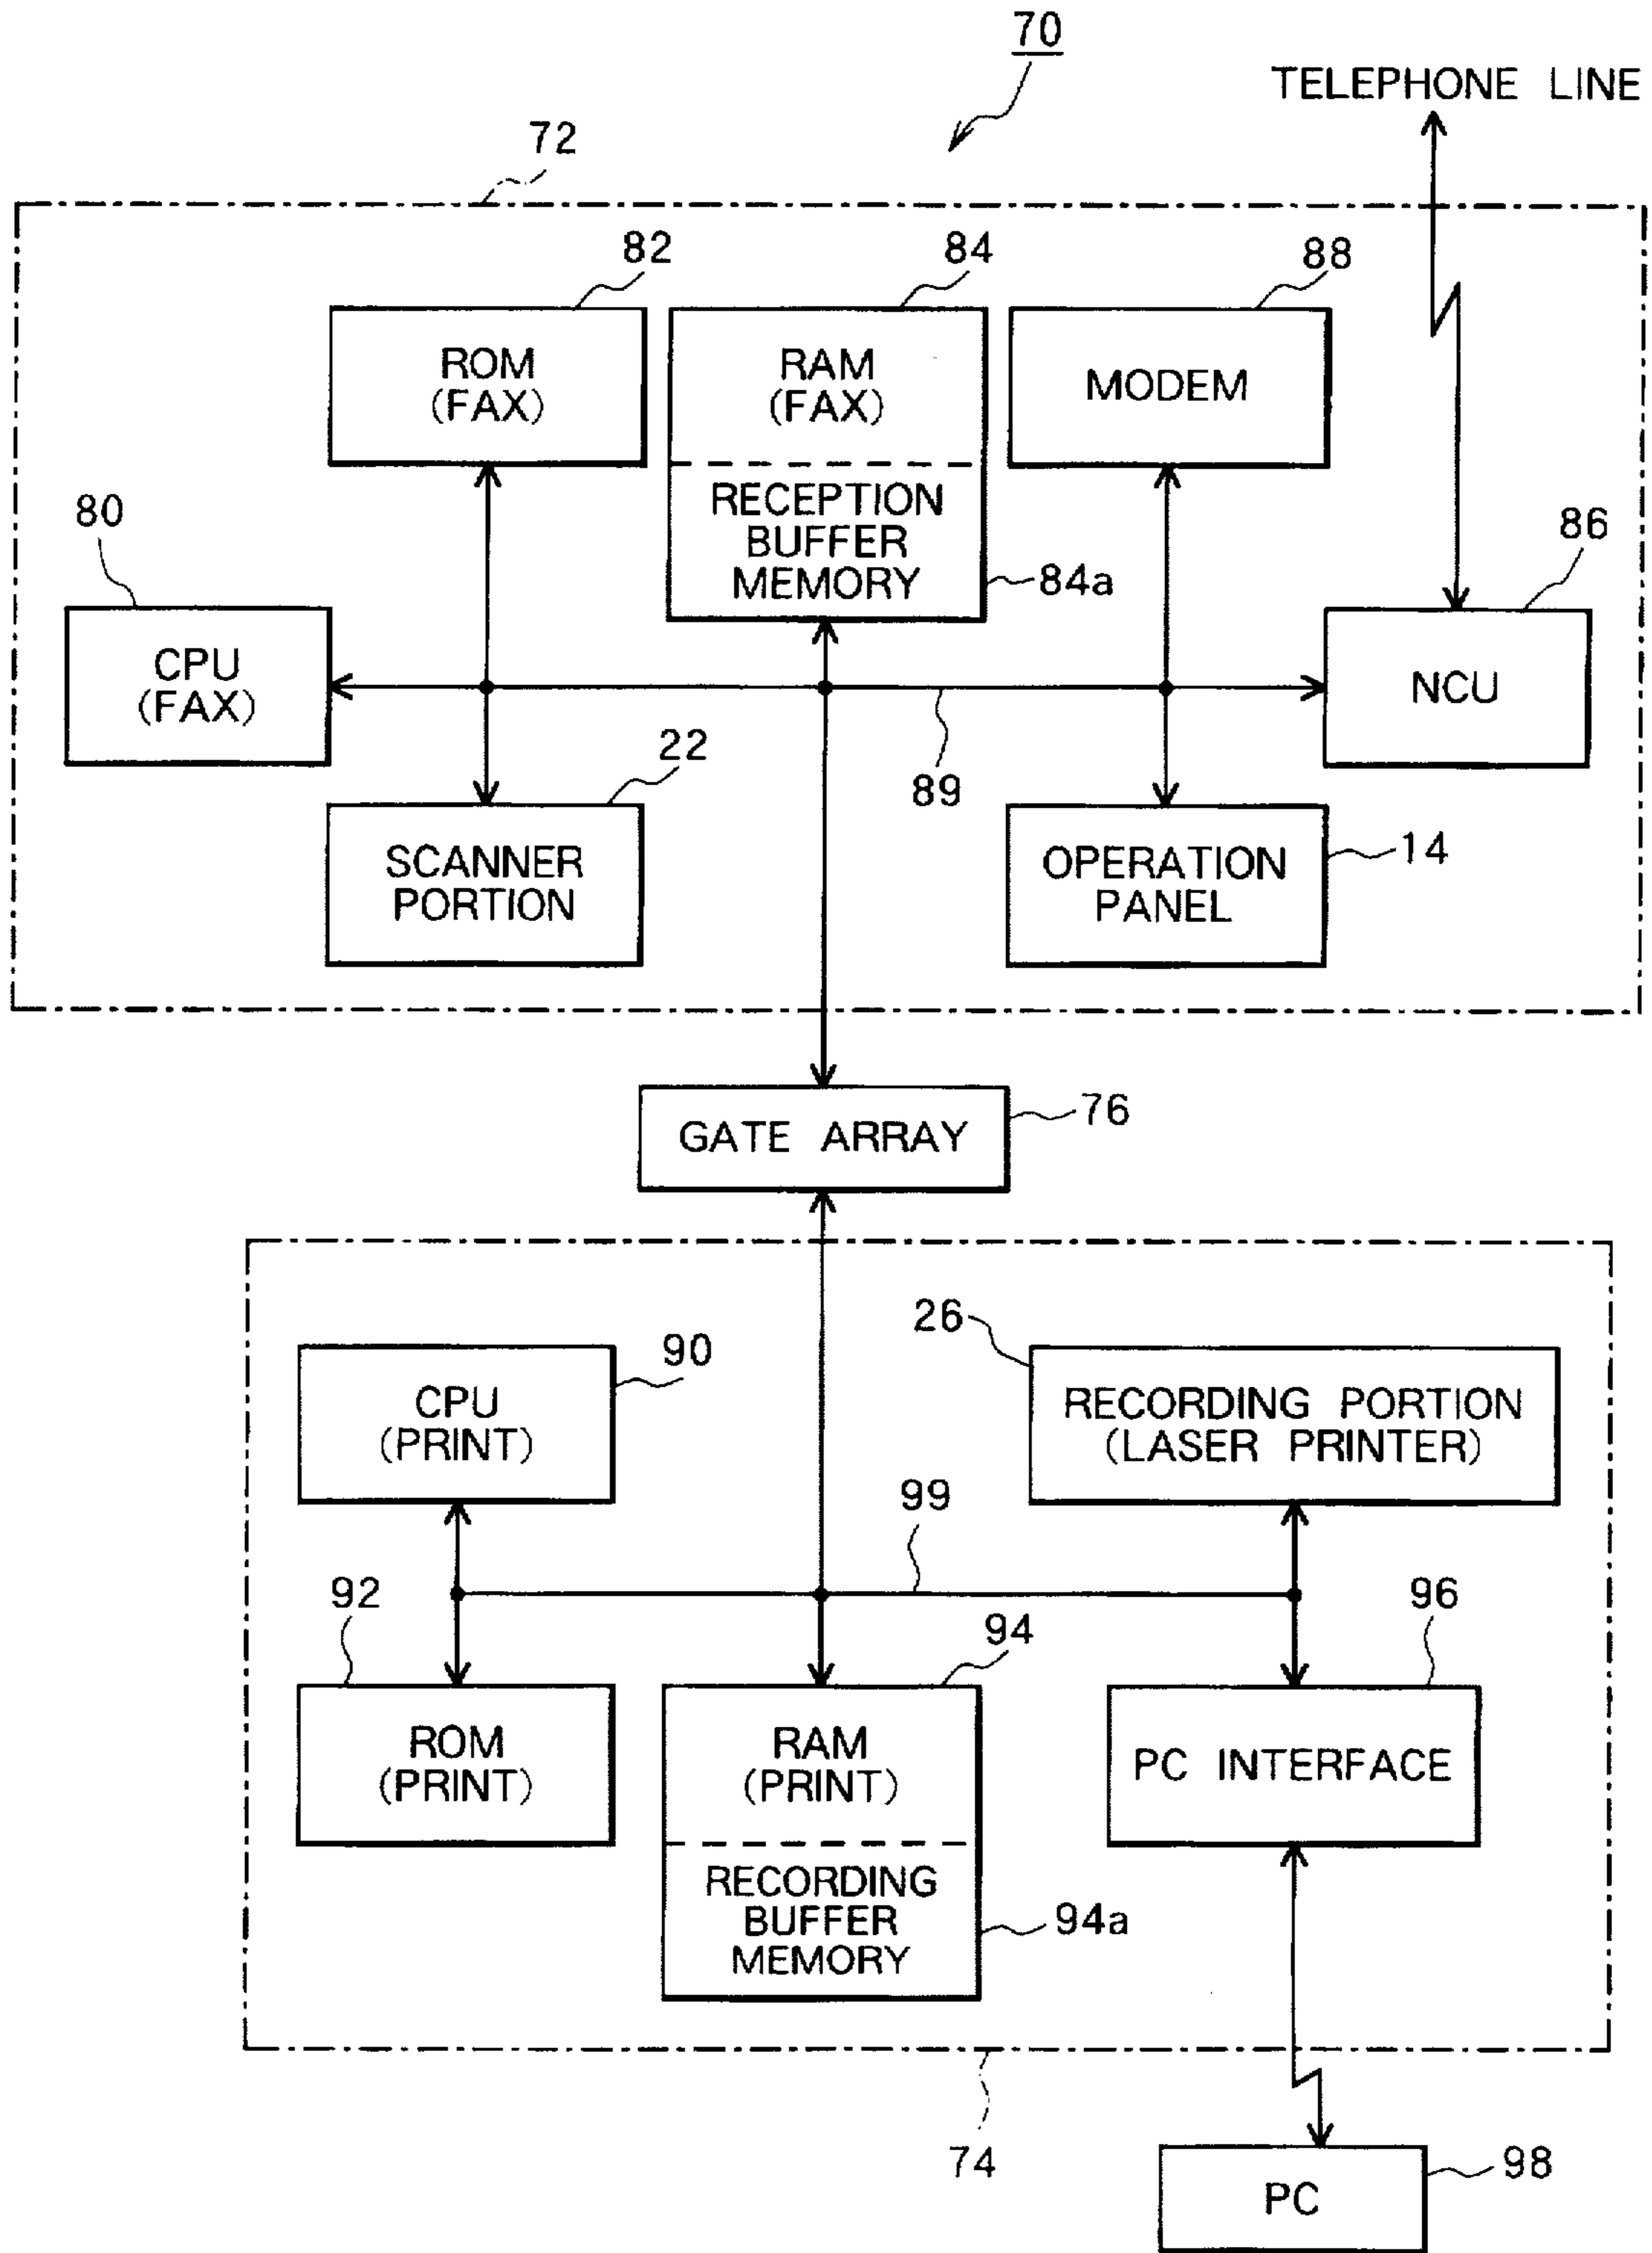 70
TELEPHONE LINE
72
82
84
88
ROM
(FAX)
RAM
(FAX)
MODEM
RECEPTION
BUFFER
MEMORY
84a
80
86
CPU
(FAX)
NCU
22
89
SCANNER
PORTION
OPERATION
PANEL
14
GATE ARRAY
76
26
90
CPU
(PRINT)
RECORDING PORTION
(LASER PRINTER)
99
92
94
96
ROM
(PRINT)
RAM
(PRINT)
PC INTERFACE
RECORDING
BUFFER
MEMORY
94a
74
PC
98